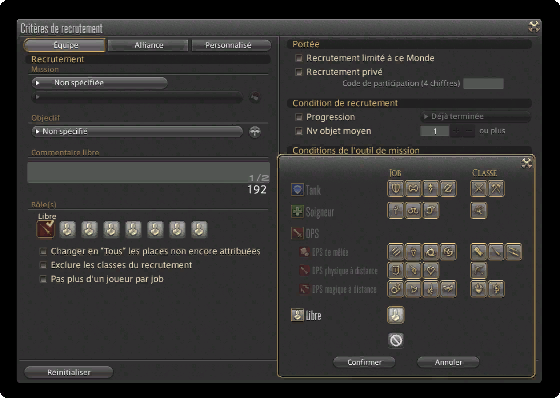 Critères de recrutement
Équipe
Alliance
Personnalisé
Recrutement
Mission
Non spécifiée
Objectif
Non spécifié
Commentaire libre
1/2
192
Rôle(s)
Libre
Changer en "Tous" les places non encore attribuées
Exclure les classes du recrutement
Pas plus d'un joueur par job
Réinitialiser
Portée
Recrutement limité à ce Monde
Recrutement privé
Code de participation (4 chiffres)
Condition de recrutement
Progression
Déjà terminée
Nv objet moyen
1
ou plus
Conditions de l'outil de mission
Job
Classe
Tank
Soigneur
DPS
DPS de mêlée
DPS physique à distance
DPS magique à distance
Libre
Confirmer
Annuler